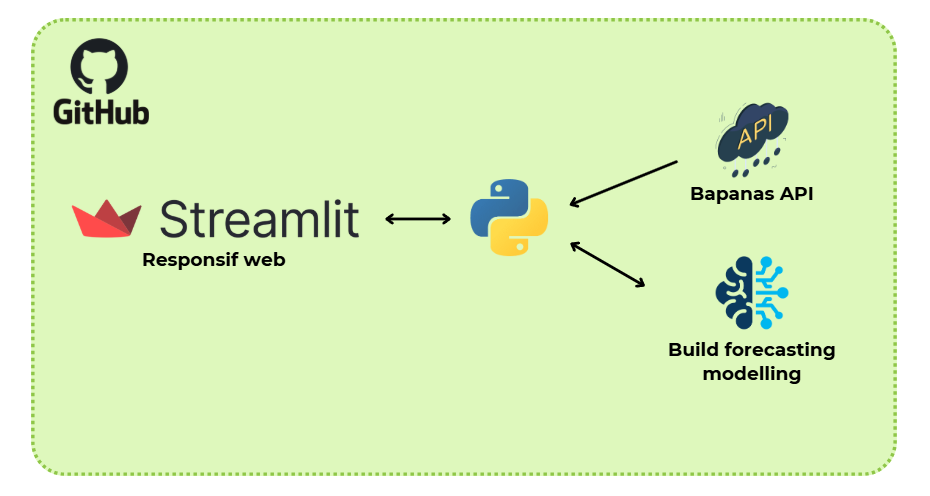 GitHub
API
Bapanas API
Streamlit
Responsif web
Build forecasting
modelling